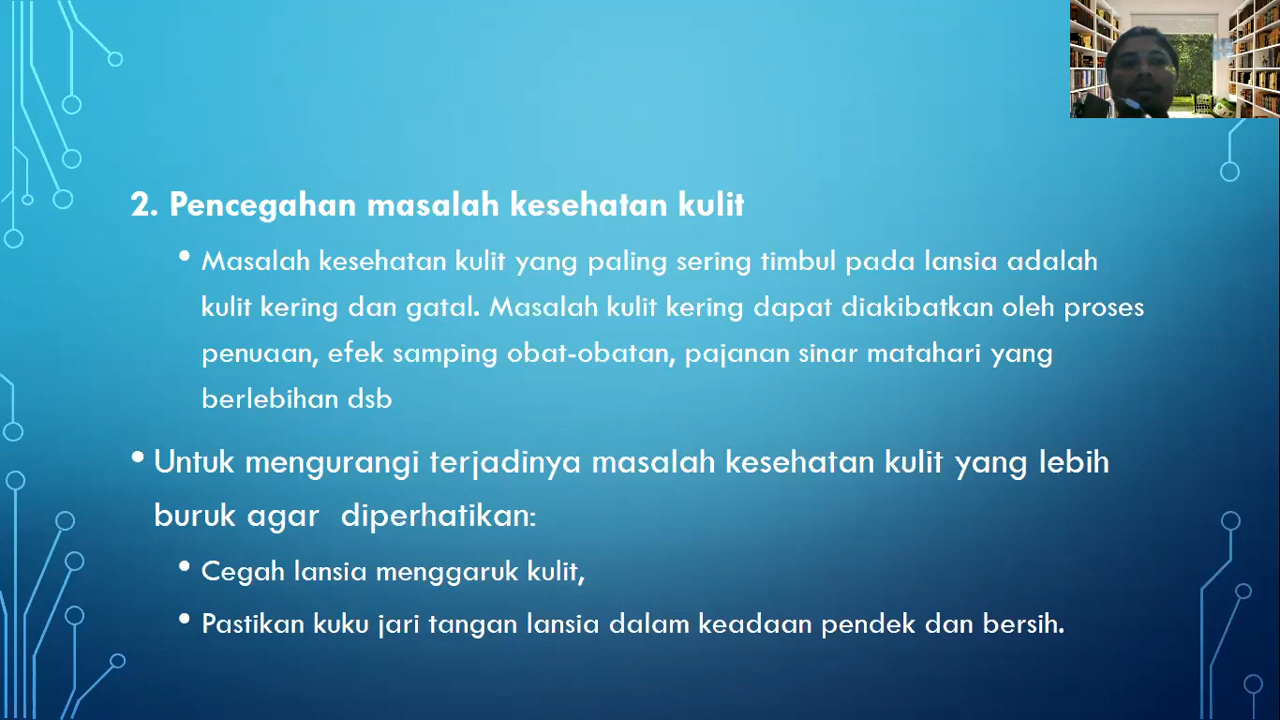 2. Pencegahan masalah kesehatan kulit
• Masalah kesehatan kulit yang paling sering timbul pada lansia adalah
kulit kering dan gatal. Masalah kulit kering dapat diakibatkan oleh proses
penuaan, efek samping obat-obatan, pajanan sinar matahari yang
berlebihan dsb
• Untuk mengurangi terjadinya masalah kesehatan kulit yang lebih
buruk agar  diperhatikan:
• Cegah lansia menggaruk kulit,
• Pastikan kuku jari tangan lansia dalam keadaan pendek dan bersih.